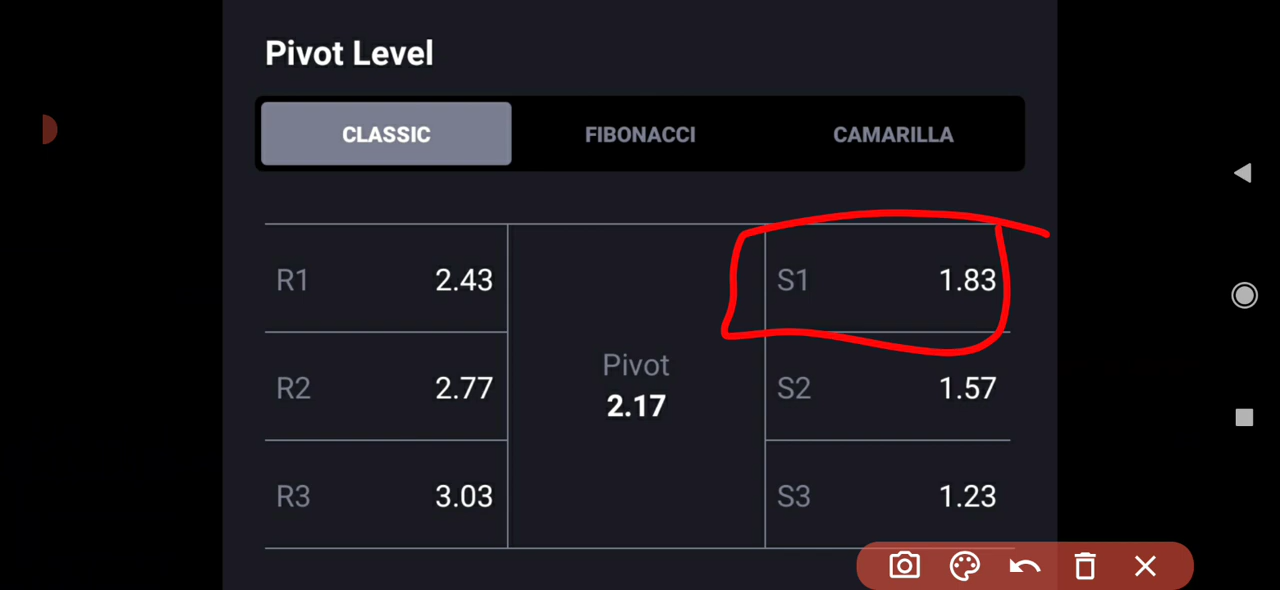 Pivot Level
CLASSIC FIBONACCI CAMARILLA
R1 2.43 S1 1.83
Pivot
R2 2.77 2.17 S2 1.57
R3 3.03 S3 1.23